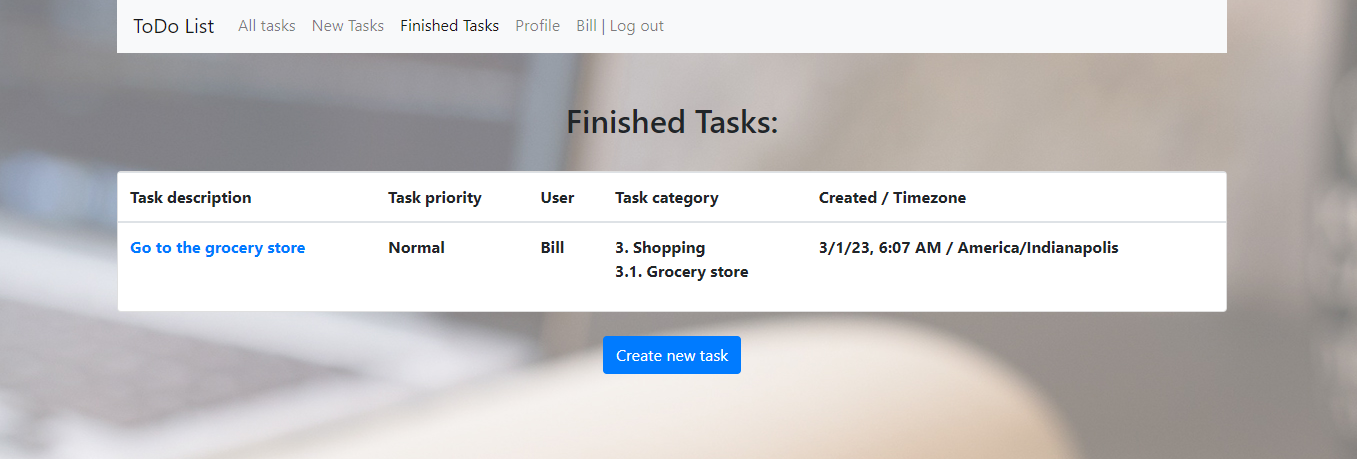 ToDo List All tasks New Tasks Finished Tasks Profile Bill | Log out
Finished Tasks:
Task description Task priority User Task category Created / Timezone
Go to the grocery store Normal Bill 3. Shopping 3/1/23, 6:07 AM / America/Indianapolis
3.1. Grocery store
Create new task